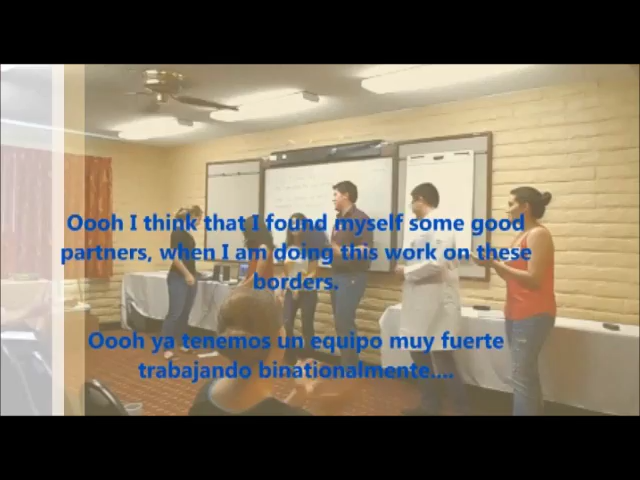 Oooh I think that I found myself some good
partners, when I am doing this work on these
borders.
Oooh ya tenemos un equipo muy fuerte
trabajando binationalmente....